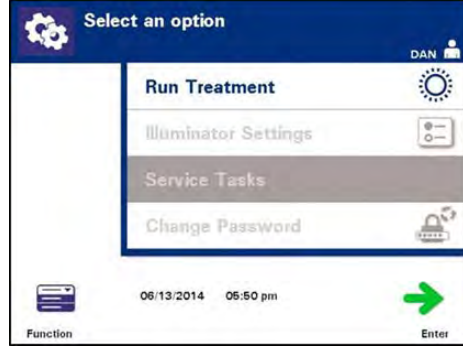 Select an option
DAN
Run Treatment
Illuminator Settings
Service Tasks
Change Password
06/13/2014 05:50 pm
Function
Enter